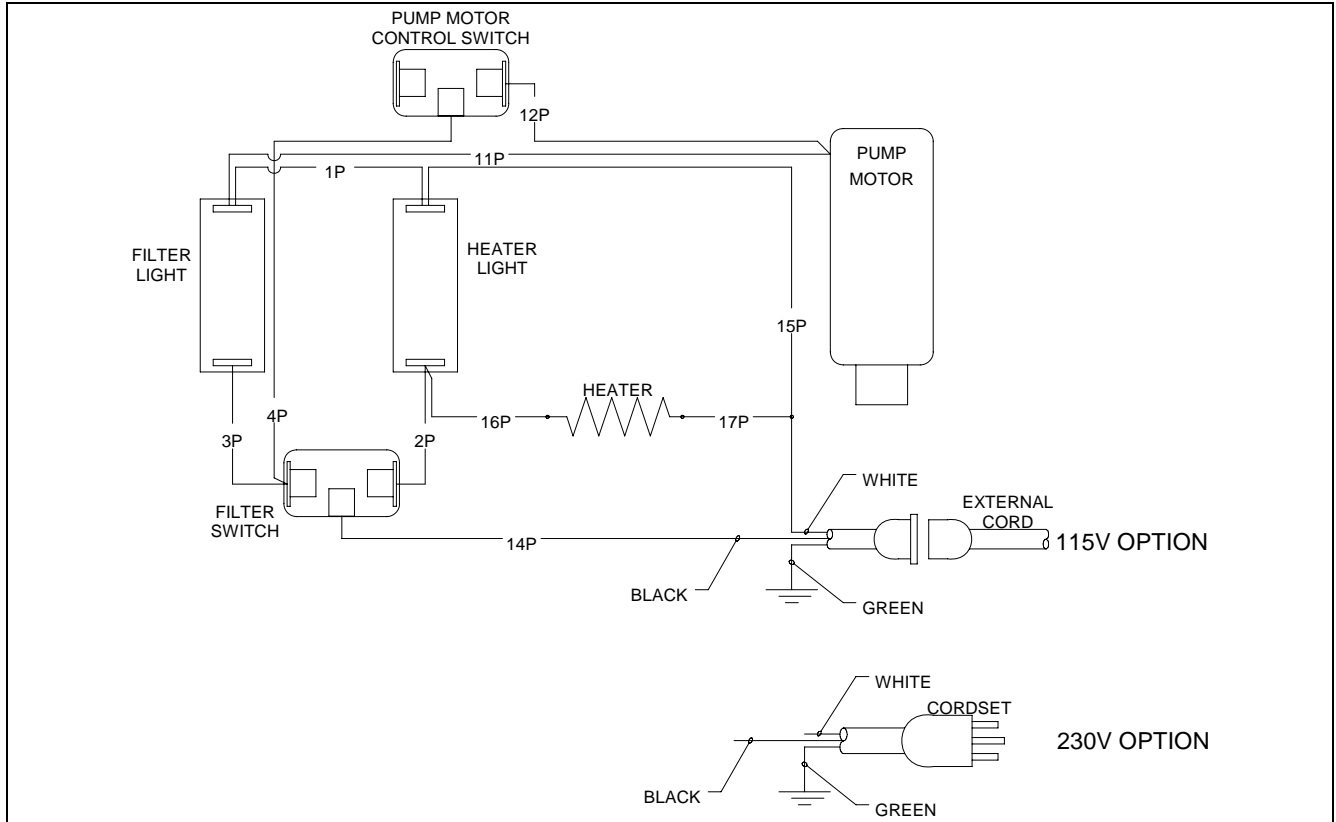 PUMP MOTOR
CONTROL SWITCH
12P
PUMP
MOTOR
11P
1P
FILTER
LIGHT
HEATER
LIGHT
15P
HEATER
4P
16P
17P
3P
2P
WHITE
FILTER
SWITCH
EXTERNAL
CORD
14P
115V OPTION
BLACK
GREEN
WHITE
CORDSET
230V OPTION
BLACK
GREEN